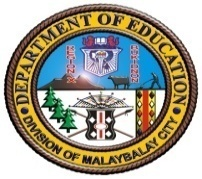 DEPARTMENT OF EDUCATION
DIVISION OF MALAYBALAY CITY